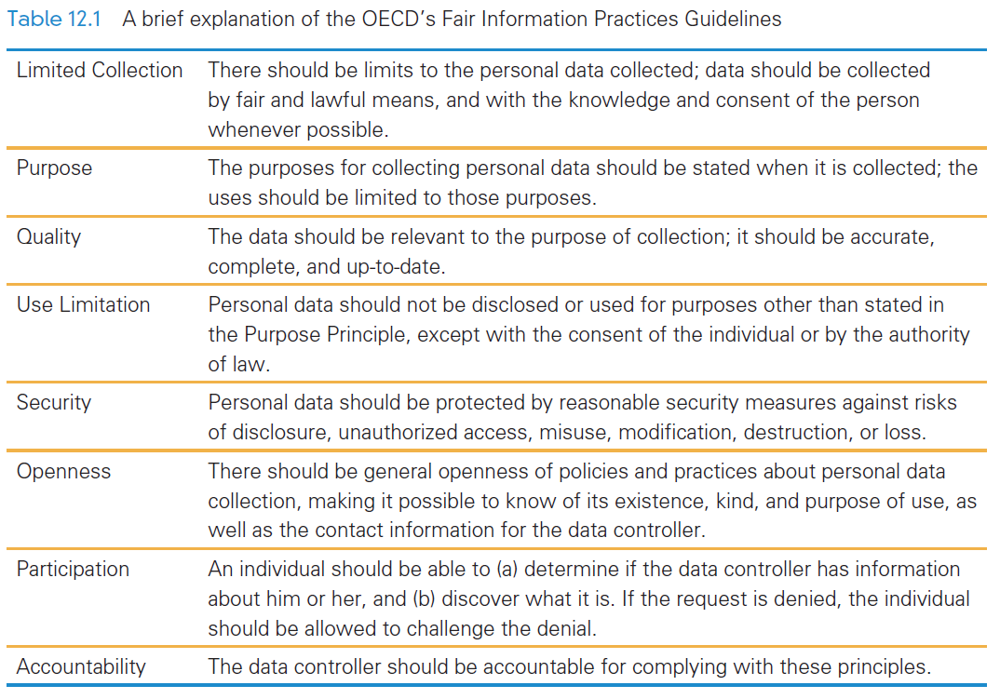 Table 12.1 A brief explanation of the OECD's Fair Information Practices Guidelines
Limited Collection There should be limits to the personal data collected; data should be collected
by fair and lawful means, and with the knowledge and consent of the person
whenever possible.
Purpose The purposes for collecting personal data should be stated when it is collected; the
uses should be limited to those purposes.
Quality The data should be relevant to the purpose of collection; it should be accurate,
complete, and up-to-date.
Use Limitation Personal data should not be disclosed or used for purposes other than stated in
the Purpose Principle, except with the consent of the individual or by the authority
of law.
Security Personal data should be protected by reasonable security measures against risks
of disclosure, unauthorized access, misuse, modification, destruction, or loss.
Openness There should be general openness of policies and practices about personal data
collection, making it possible to know of its existence, kind, and purpose of use, as
well as the contact information for the data controller.
Participation An individual should be able to (a) determine if the data controller has information
about him or her, and (b) discover what it is. If the request is denied, the individual
should be allowed to challenge the denial.
Accountability The data controller should be accountable for complying with these principles.